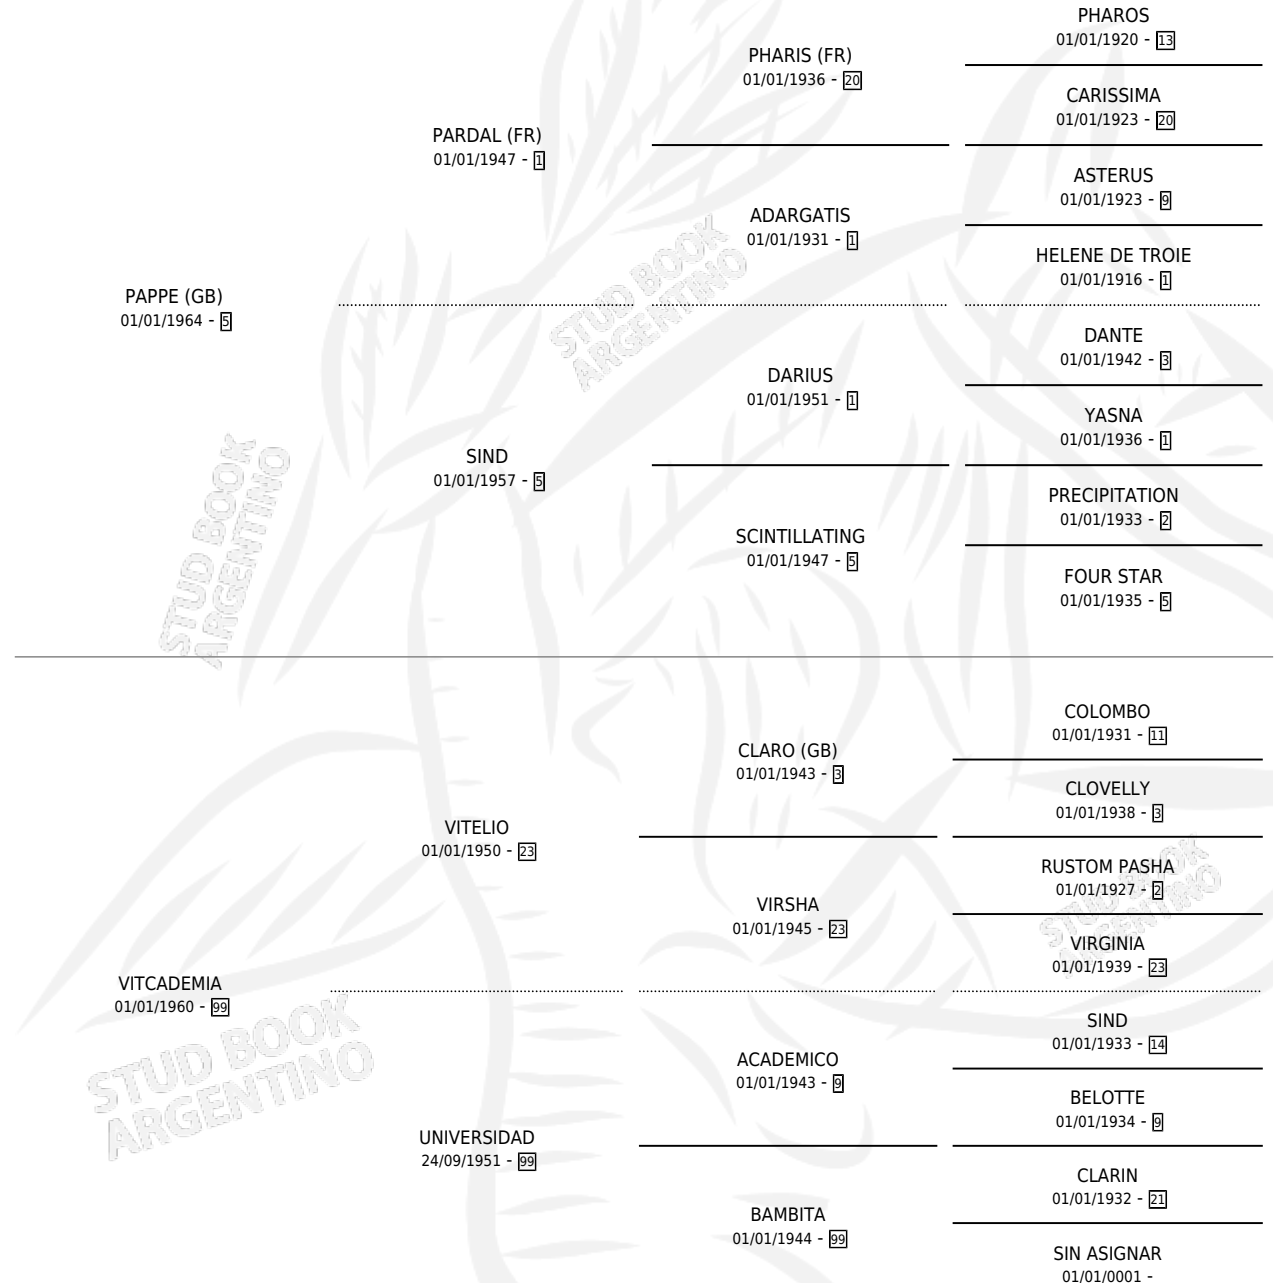 PHAROS
01/01/1920 - 13
PHARIS (FR)
01/01/1936 - 20
CARISSIMA
01/01/1923 - 20
PARDAL (FR)
01/01/1947 - 1
ASTERUS
01/01/1923 - 9
ADARGATIS
01/01/1931 - 1
HELENE DE TROIE
01/01/1916 - 1
PAPPE (GB)
01/01/1964 - 5
STUD BOOK
ARGENTINO
DANTE
01/01/1942 - 3
DARIUS
01/01/1951 - 1
YASNA
01/01/1936 - 1
SIND
01/01/1957 - 5
PRECIPITATION
01/01/1933 - 2
SCINTILLATING
01/01/1947 - 5
FOUR STAR
01/01/1935 - 5
STUD BOOK
ARGENTINO
COLOMBO
01/01/1931 - 11
CLARO (GB)
01/01/1943 - 3
CLOVELLY
01/01/1938 - 3
VITELIO
01/01/1950 - 23
RUSTOM PASHA
01/01/1927 - 2
VIRSHA
01/01/1945 - 23
STUD BOOK
ARGENTINO
VIRGINIA
01/01/1939 - 23
VITCADEMIA
01/01/1960 - 99
SIND
01/01/1933 - 14
ACADEMICO
01/01/1943 - 9
STUD BOOK
ARGENTINO
BELOTTE
01/01/1934 - 9
UNIVERSIDAD
24/09/1951 - 99
CLARIN
01/01/1932 - 21
BAMBITA
01/01/1944 - 99
SIN ASIGNAR
01/01/0001 -